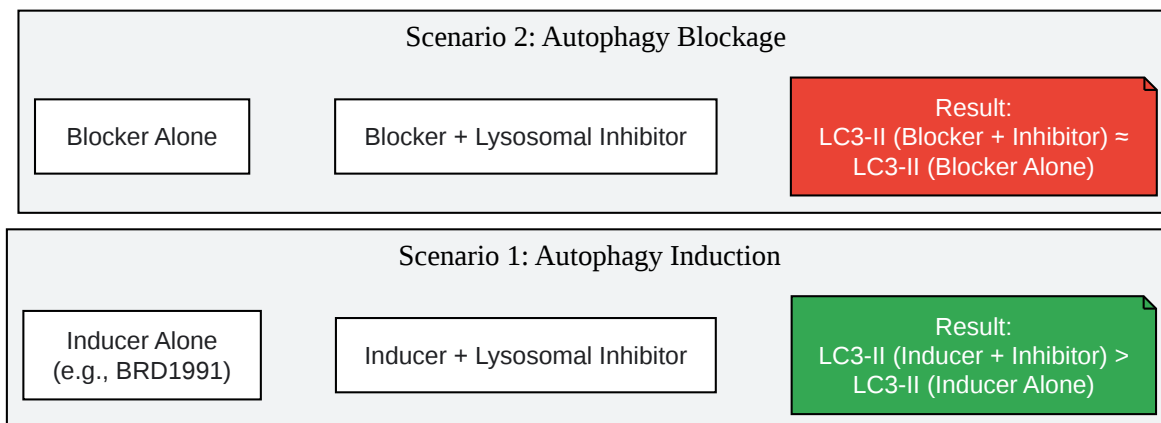 Scenario 2: Autophagy Blockage
Blocker Alone
Blocker + Lysosomal Inhibitor
Result:
LC3-II (Blocker + Inhibitor) ≈
LC3-II (Blocker Alone)
Scenario 1: Autophagy Induction
Inducer Alone
(e.g., BRD1991)
Inducer + Lysosomal Inhibitor
Result:
LC3-II (Inducer + Inhibitor) >
LC3-II (Inducer Alone)